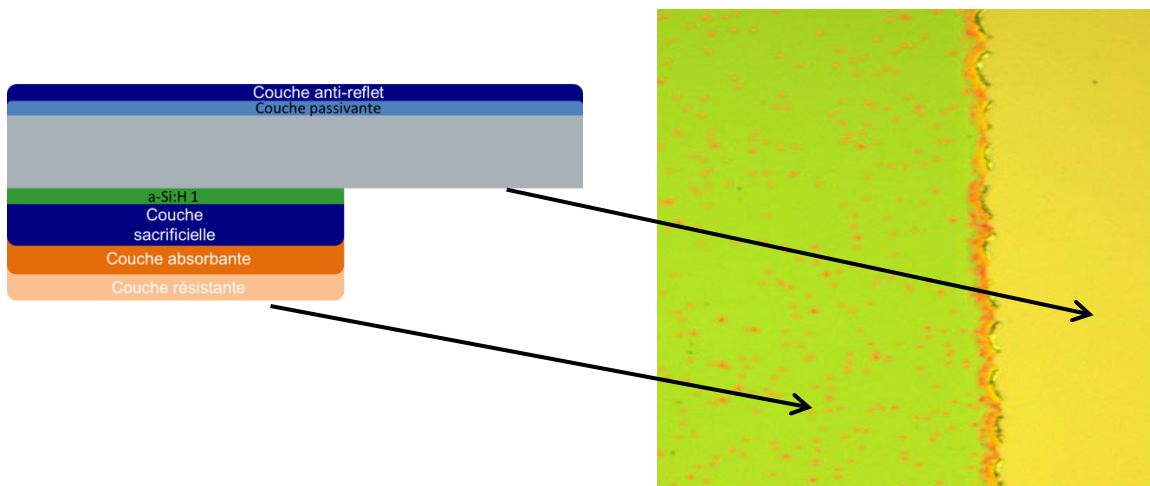 Couche anti-reflet
Couche passivante
a-Si:H 1
Couche
sacrificielle
Couche absorbante
Couche résistante